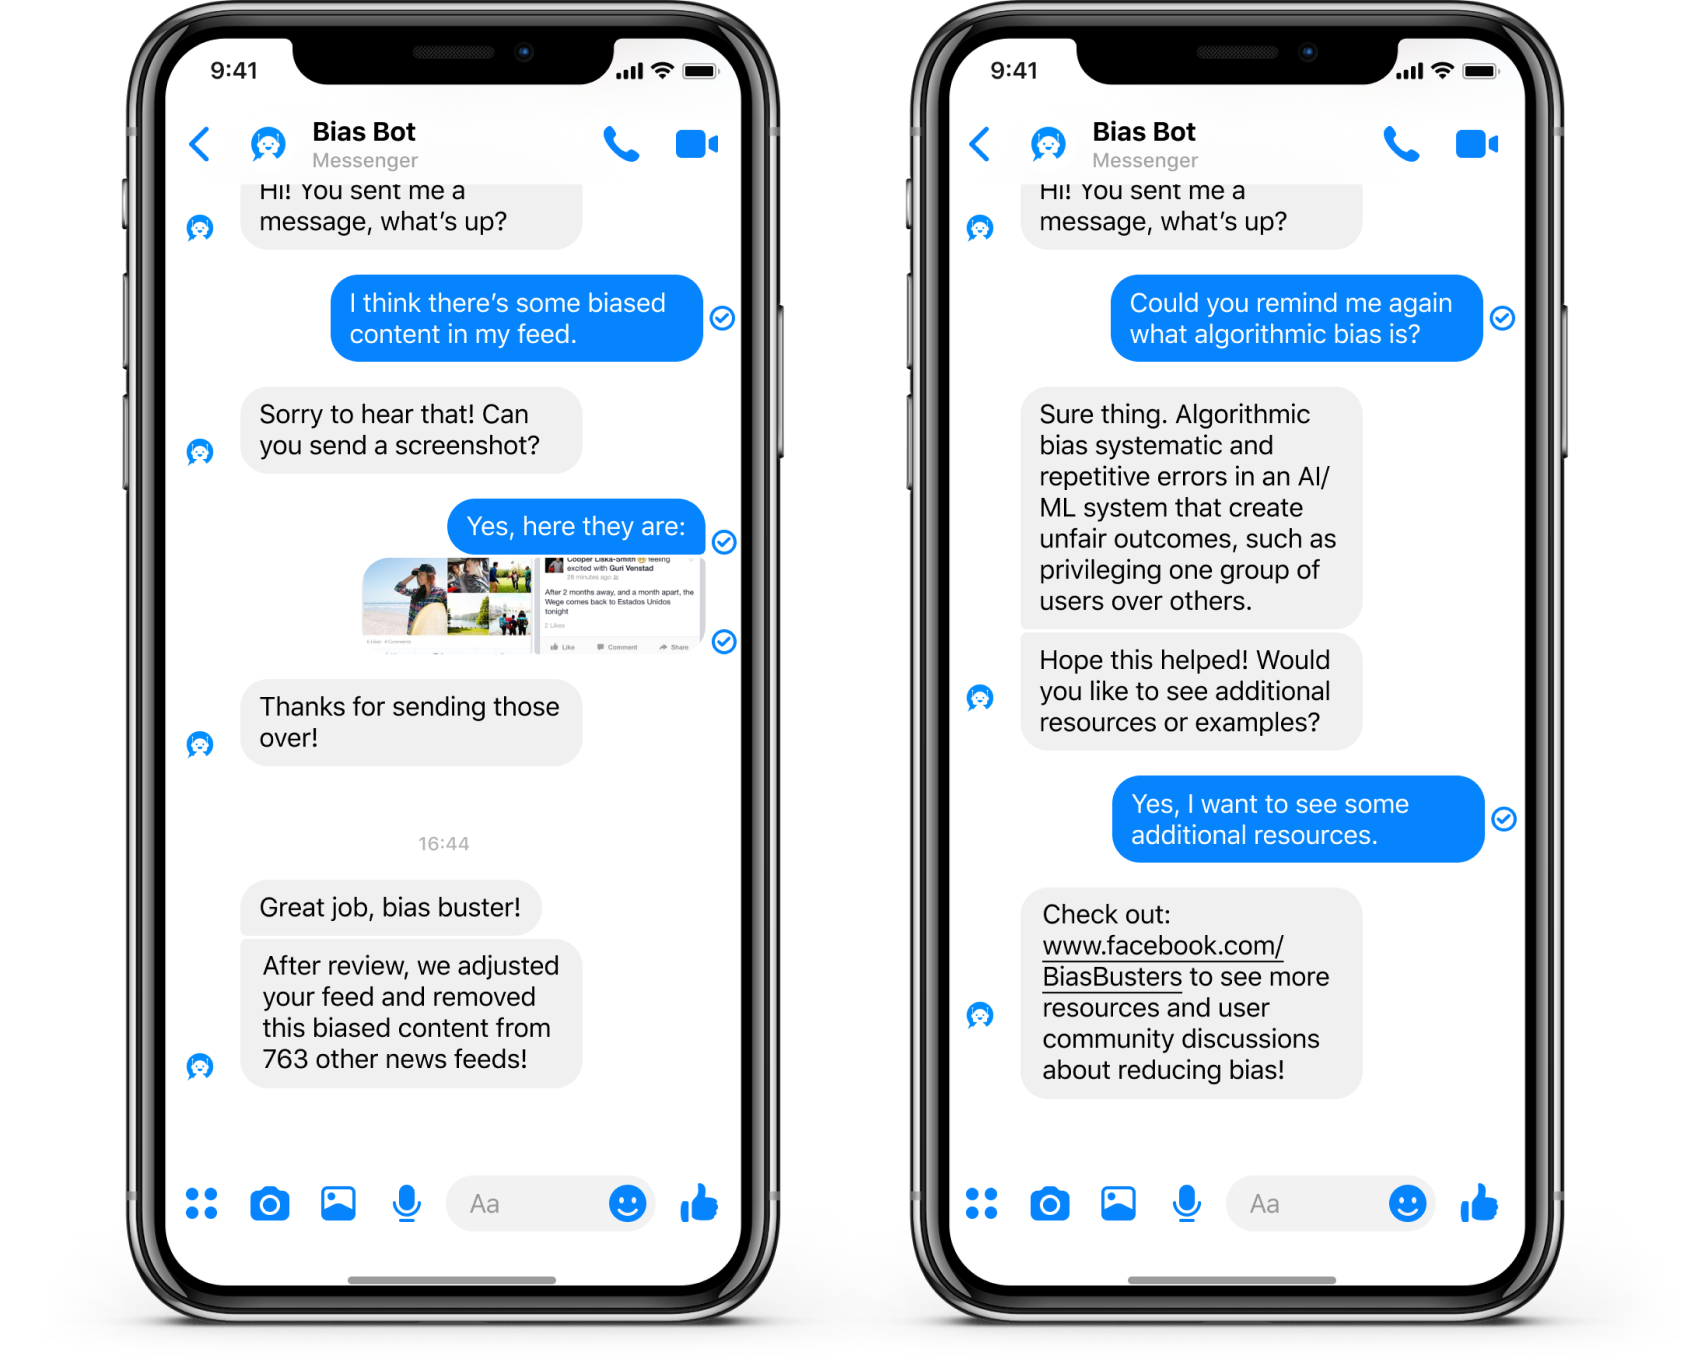 9:41
Bias Bot
Messenger
Hi! You sent me a
message, what's up?
I think there's some biased
content in my feed.
Sorry to hear that! Can
you send a screenshot?
Yes, here they are:
Cooper Liska-Smith 😁 feeling
excited with Guri Venstad
28 minutes ago
After 2 months away, and a month apart, the
Wege comes back to Estados Unidos
tonight
2 Likes
Like Comment Share
Thanks for sending those
over!
16:44
Great job, bias buster!
After review, we adjusted
your feed and removed
this biased content from
763 other news feeds!
Aa
9:41
Bias Bot
Messenger
Hi! You sent me a
message, what's up?
Could you remind me again
what algorithmic bias is?
Sure thing. Algorithmic
bias systematic and
repetitive errors in an AI/
ML system that create
unfair outcomes, such as
privileging one group of
users over others.
Hope this helped! Would
you like to see additional
resources or examples?
Yes, I want to see some
additional resources.
Check out:
www.facebook.com/
BiasBusters to see more
resources and user
community discussions
about reducing bias!
Aa